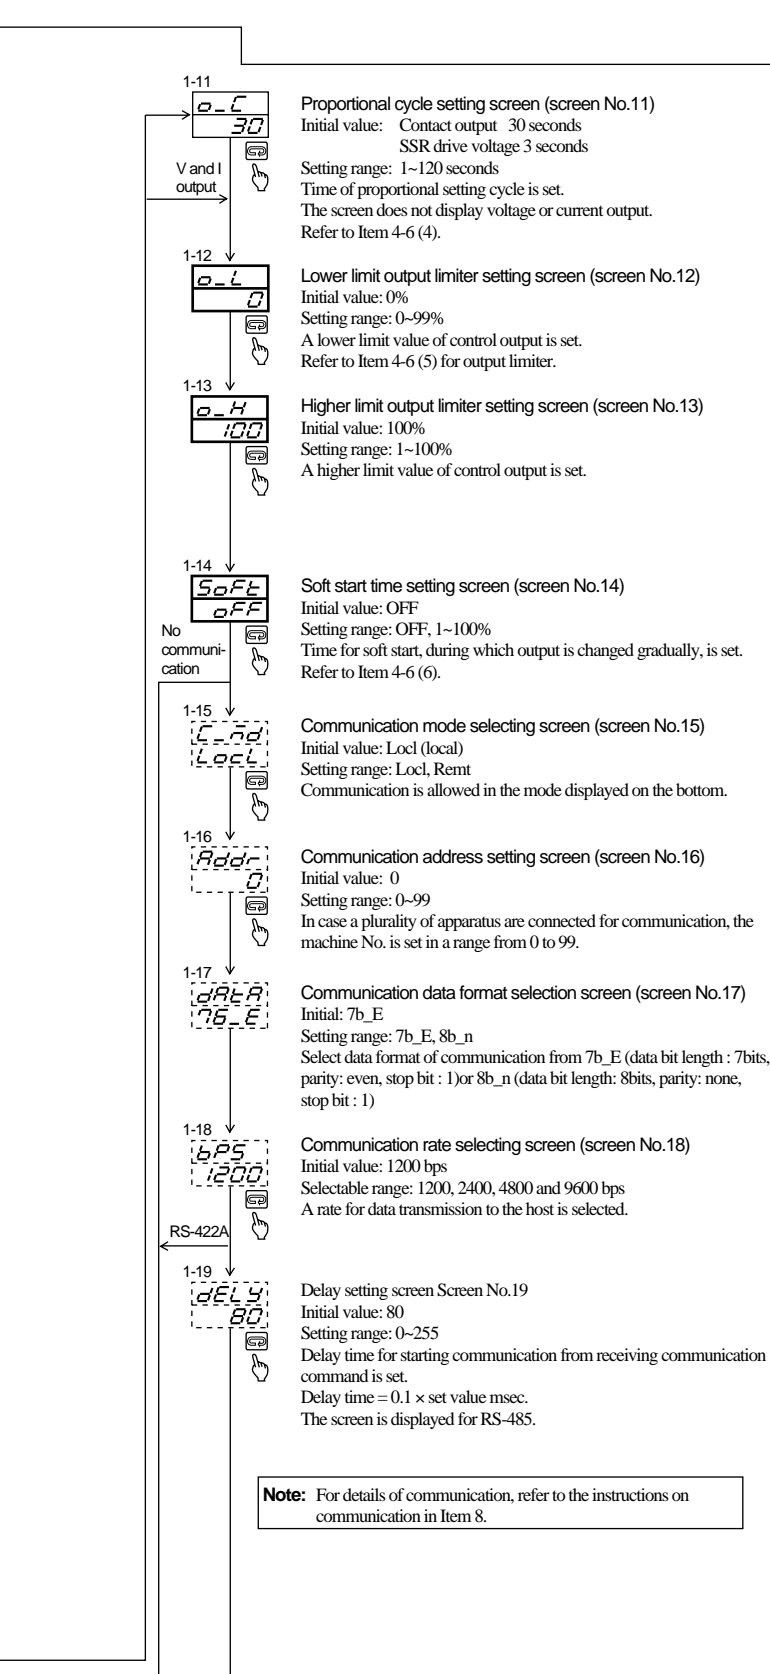 1-11
o_C
30
Proportional cycle setting screen (screen No.11)
Initial value: Contact output 30 seconds
SSR drive voltage 3 seconds
Setting range: 1~120 seconds
Time of proportional setting cycle is set.
The screen does not display voltage or current output.
Refer to Item 4-6 (4).
V and I
output
1-12
o_L
0
Lower limit output limiter setting screen (screen No.12)
Initial value: 0%
Setting range: 0~99%
A lower limit value of control output is set.
Refer to Item 4-6 (5) for output limiter.
1-13
o_H
100
Higher limit output limiter setting screen (screen No.13)
Initial value: 100%
Setting range: 1~100%
A higher limit value of control output is set.
1-14
SoFt
oFF
Soft start time setting screen (screen No.14)
Initial value: OFF
Setting range: OFF, 1~100%
Time for soft start, during which output is changed gradually, is set.
Refer to Item 4-6 (6).
No
communi-
cation
1-15
C_md
LocL
Communication mode selecting screen (screen No.15)
Initial value: Locl (local)
Setting range: Locl, Remt
Communication is allowed in the mode displayed on the bottom.
1-16
Addr
0
Communication address setting screen (screen No.16)
Initial value: 0
Setting range: 0~99
In case a plurality of apparatus are connected for communication, the
machine No. is set in a range from 0 to 99.
1-17
dAtA
7b_E
Communication data format selection screen (screen No.17)
Initial: 7b_E
Setting range: 7b_E, 8b_n
Select data format of communication from 7b_E (data bit length : 7bits,
parity: even, stop bit : 1)or 8b_n (data bit length: 8bits, parity: none,
stop bit : 1)
1-18
bPS
1200
Communication rate selecting screen (screen No.18)
Initial value: 1200 bps
Selectable range: 1200, 2400, 4800 and 9600 bps
A rate for data transmission to the host is selected.
RS-422A
1-19
dELY
80
Delay setting screen Screen No.19
Initial value: 80
Setting range: 0~255
Delay time for starting communication from receiving communication
command is set.
Delay time = 0.1 × set value msec.
The screen is displayed for RS-485.
Note: For details of communication, refer to the instructions on
communication in Item 8.